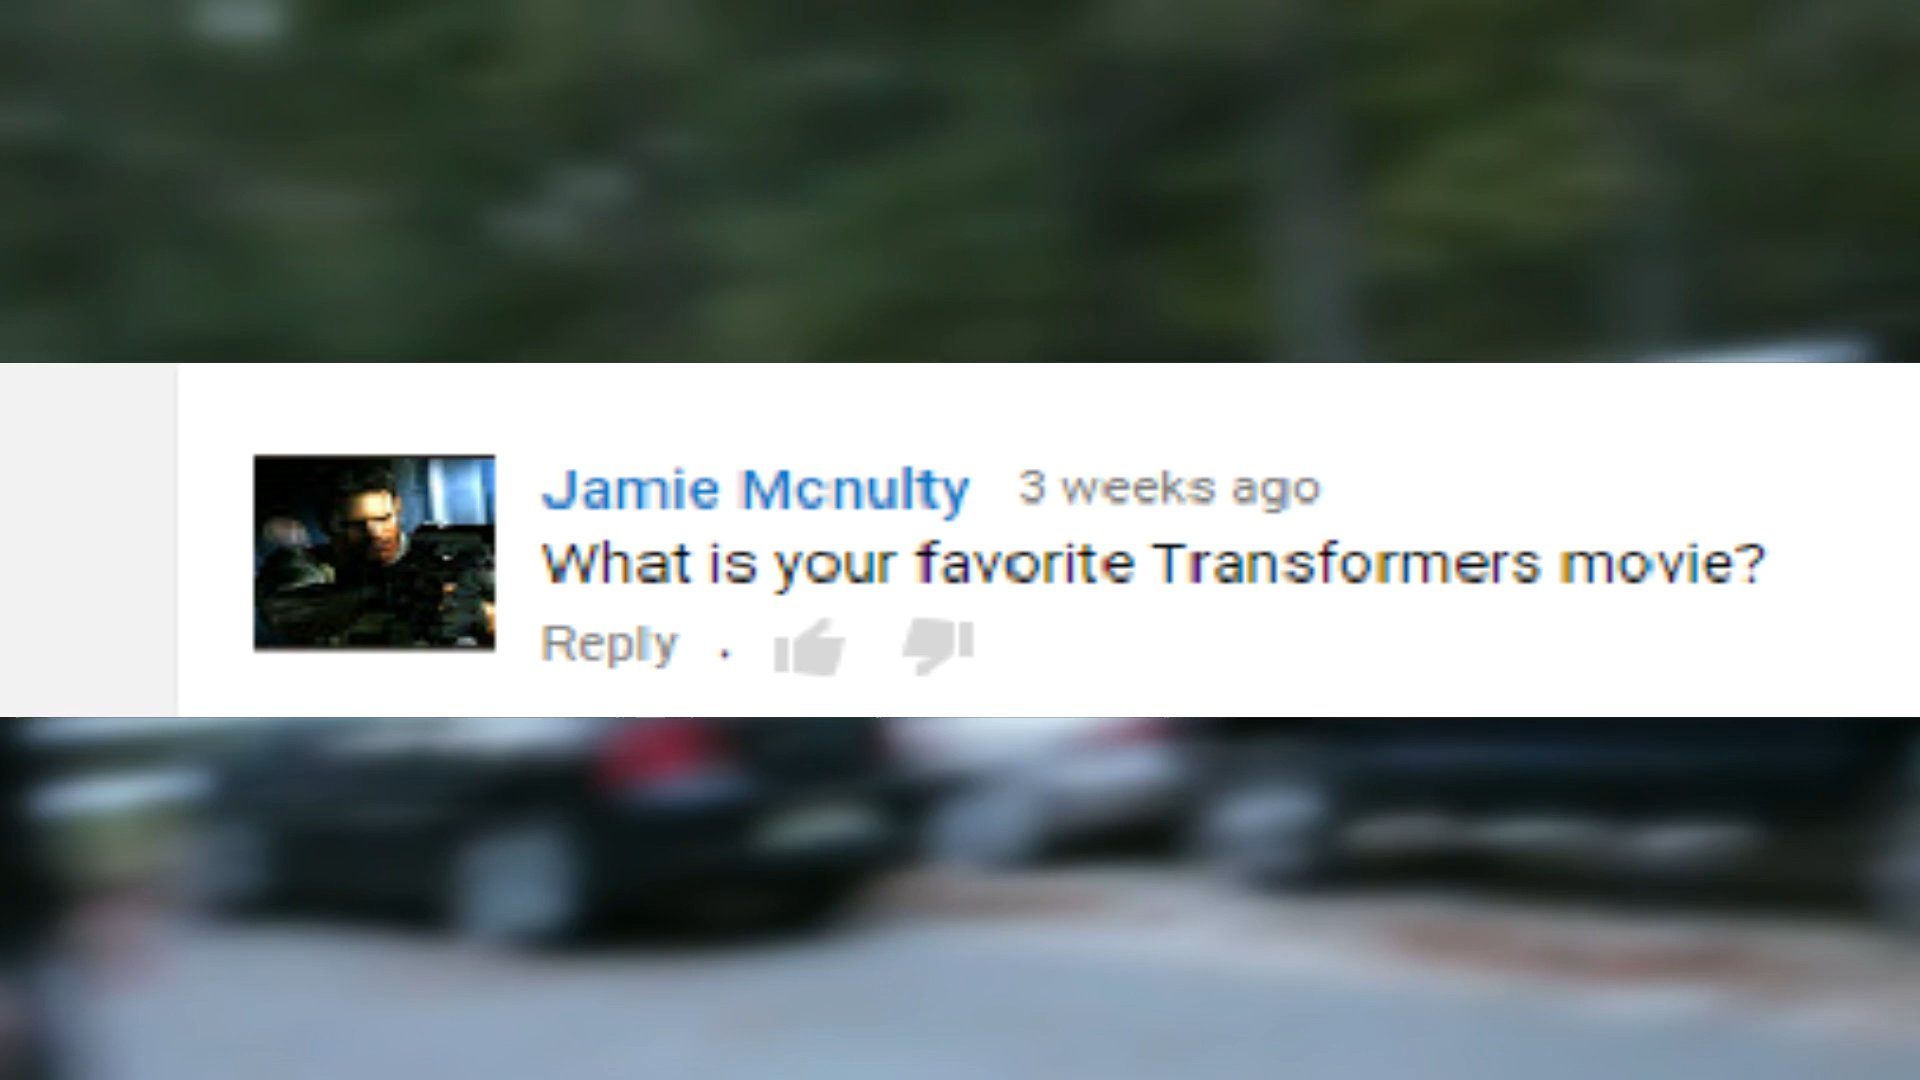 Jamie Mcnulty 3 weeks ago
What is your favorite Transformers movie?
Reply .